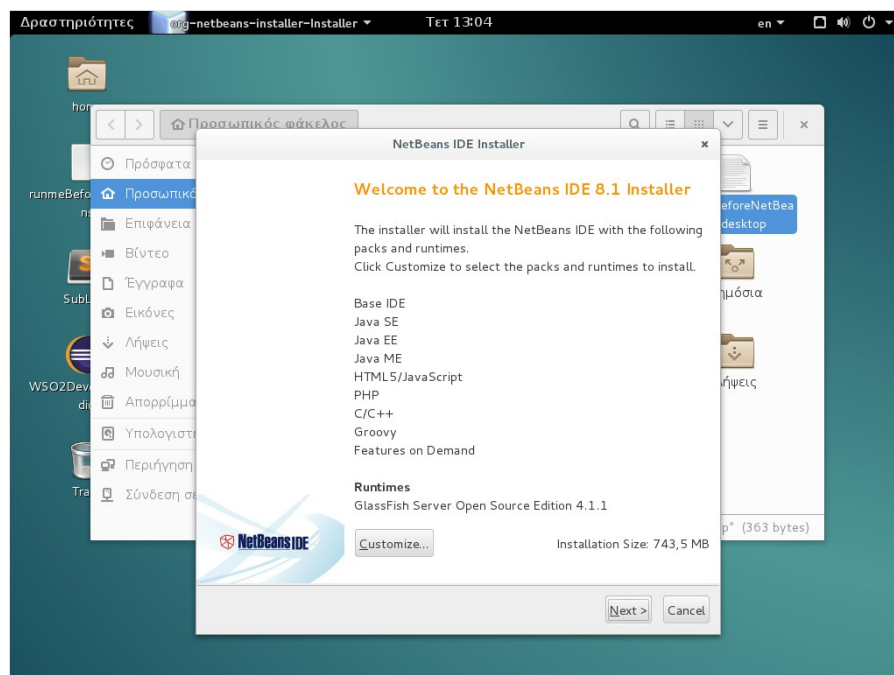 Δραστηριότητες
org-netbeans-installer-Installer
Τετ 13:04
en
Προσωπικός φάκελος
Πρόσφατα
Επιφάνεια
Βίντεο
Έγγραφα
Εικόνες
Λήψεις
Μουσική
Περιήγηση
Σύνδεση
NetBeans IDE Installer
Welcome to the NetBeans IDE 8.1 Installer
The installer will install the NetBeans IDE with the following
packs and runtimes.
Click Customize to select the packs and runtimes to install.
Base IDE
Java SE
Java EE
Java ME
HTML5/JavaScript
PHP
C/C++
Groovy
Features on Demand
Runtimes
GlassFish Server Open Source Edition 4.1.1
NetBeans IDE
Customize...
Installation Size: 743,5 MB
Next >
Cancel
desktop
(363 bytes)